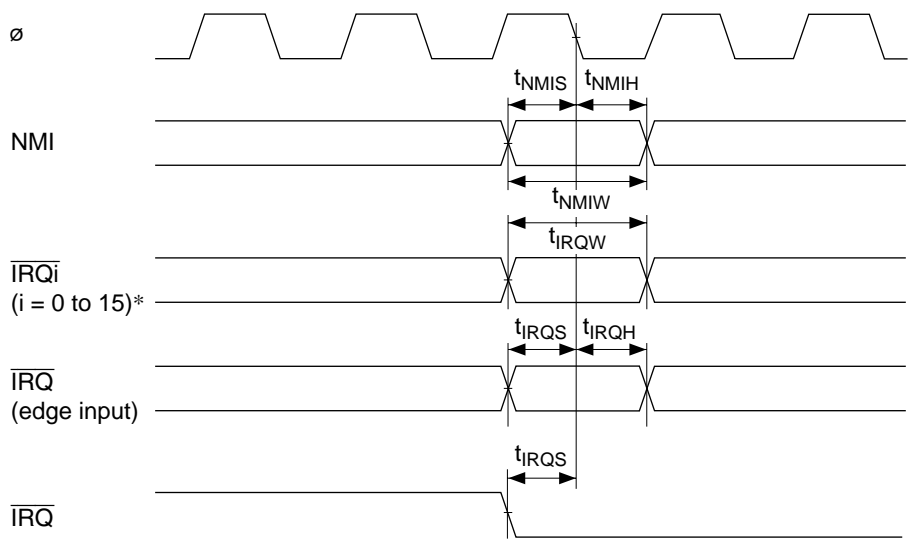 ø
tNMIS tNMIH
NMI
tNMIW
tIRQW
IRQi
(i = 0 to 15)*
tIRQS tIRQH
IRQ
(edge input)
tIRQS
IRQ